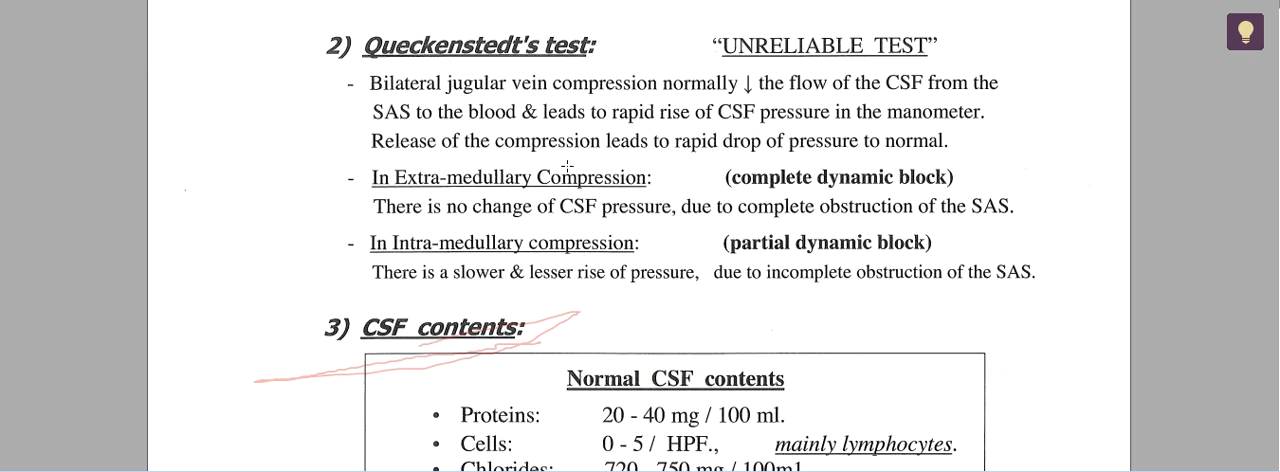 2) Queckenstedt's test: “UNRELIABLE TEST”
- Bilateral jugular vein compression normally ↓ the flow of the CSF from the
SAS to the blood & leads to rapid rise of CSF pressure in the manometer.
Release of the compression leads to rapid drop of pressure to normal.
- In Extra-medullary Compression: (complete dynamic block)
There is no change of CSF pressure, due to complete obstruction of the SAS.
- In Intra-medullary compression: (partial dynamic block)
There is a slower & lesser rise of pressure, due to incomplete obstruction of the SAS.
3) CSF contents:
Normal CSF contents
• Proteins: 20 - 40 mg / 100 ml.
• Cells: 0 - 5 / HPF., mainly lymphocytes.
• Chlorides: 720 - 750 mg / 100ml